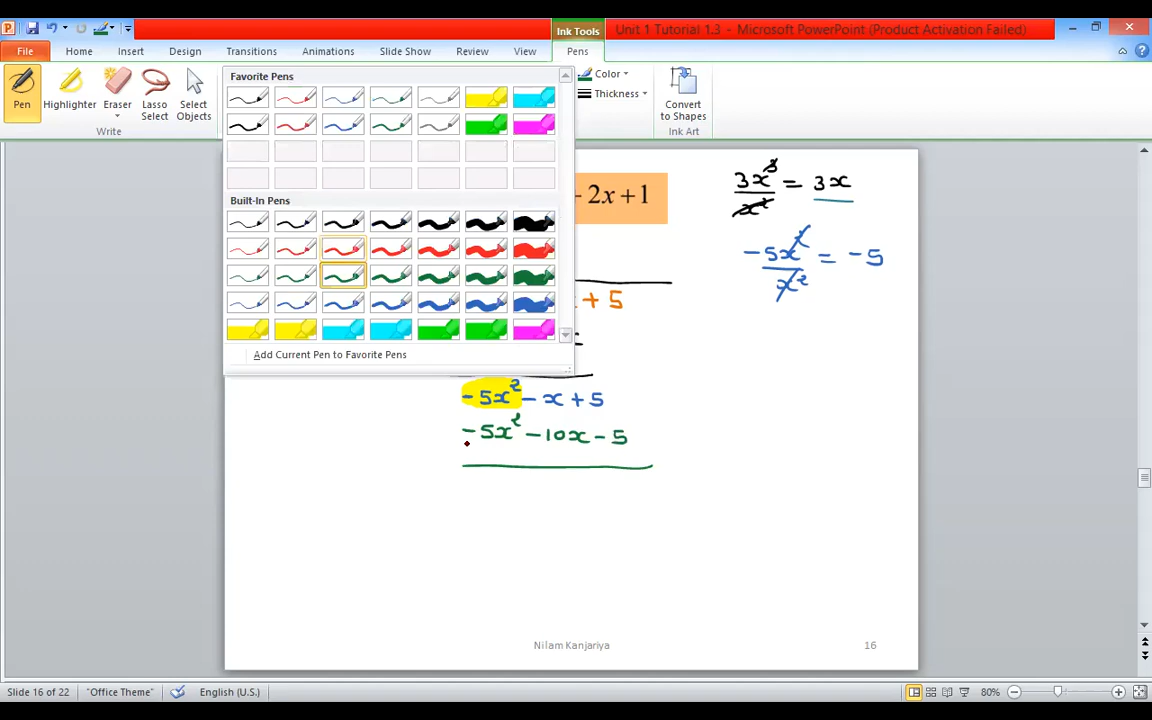 Ink Tools
Unit 1 Tutorial 1.3 - Microsoft PowerPoint (Product Activation Failed)
File Home Insert Design Transitions Animations Slide Show Review View Pens
Pen Highlighter Eraser Lasso Select Select Objects
Write
Favorite Pens
Built-In Pens
Add Current Pen to Favorite Pens
Color
Thickness
Convert to Shapes
Ink Art
- 2x + 1
3x³/x² = 3x
-5x²/x² = -5
+ 5
-5x² - x + 5
-5x² - 10x - 5
Nilam Kanjariya 16
Slide 16 of 22 "Office Theme" English (U.S.) 80%